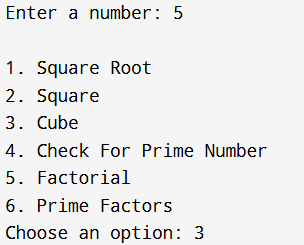 Enter a number: 5
1. Square Root
2. Square
3. Cube
4. Check For Prime Number
5. Factorial
6. Prime Factors
Choose an option: 3